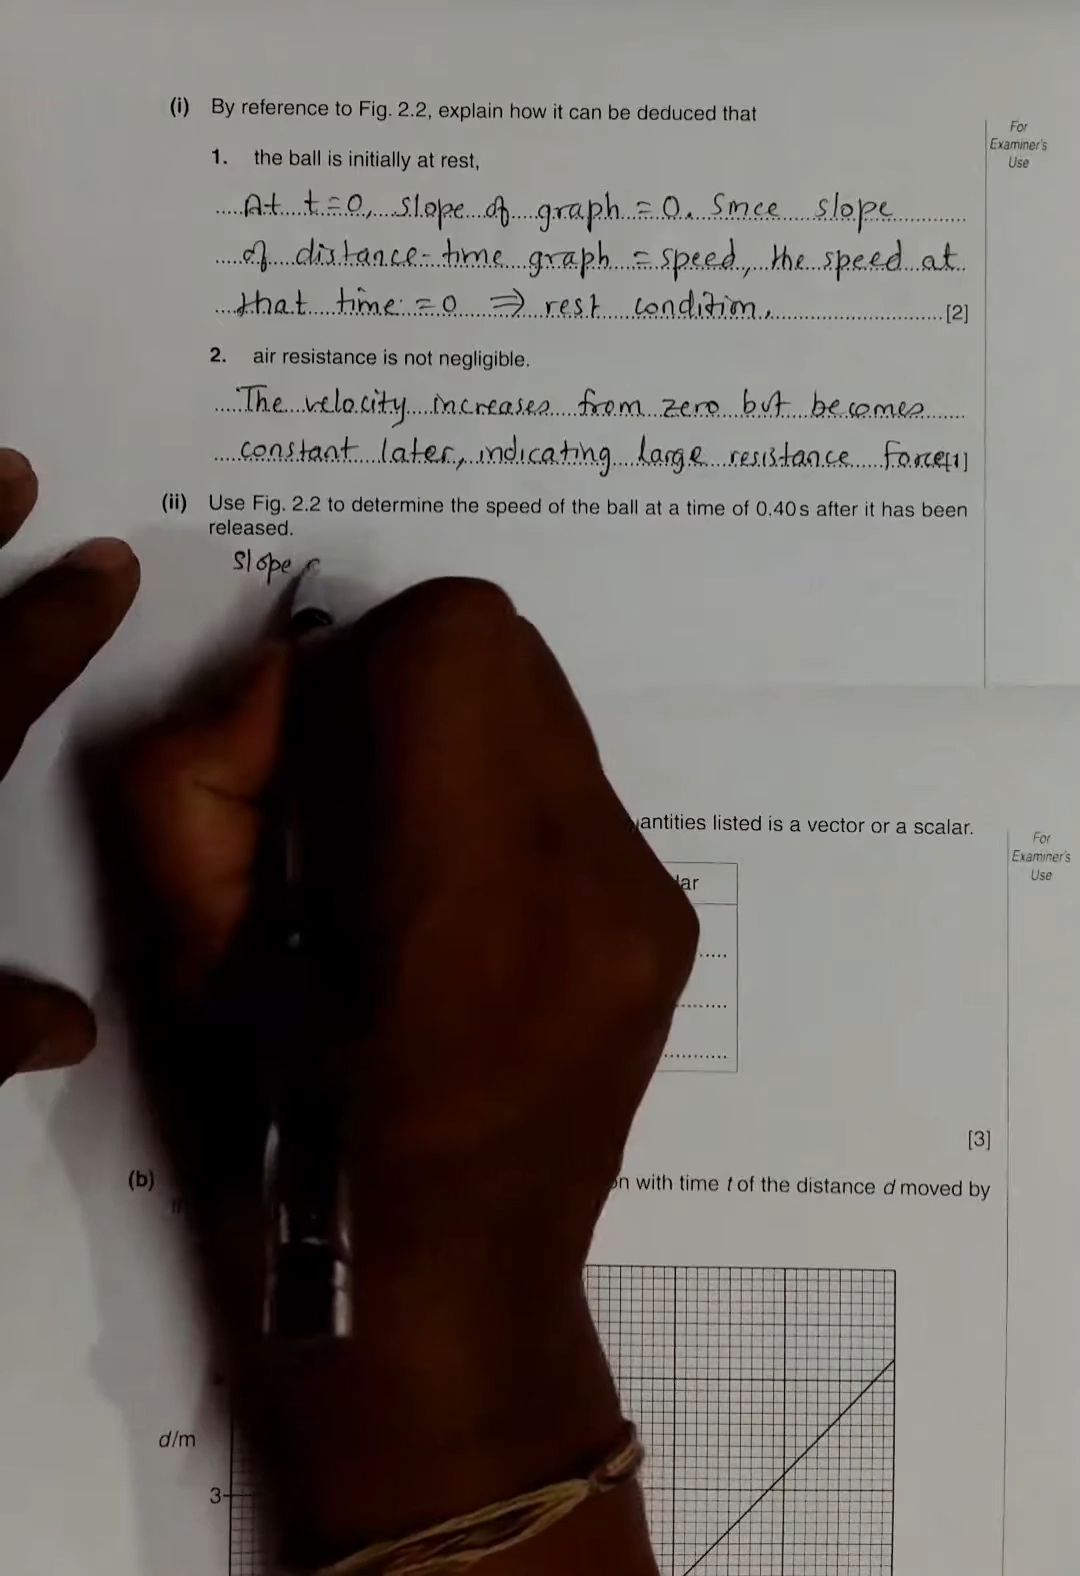 (i) By reference to Fig. 2.2, explain how it can be deduced that
For
Examiner's
Use
1. the ball is initially at rest,
At t=0, slope of graph = 0. Since slope
of distance-time graph = speed, the speed at
that time = 0 ⇒ rest condition. [2]
2. air resistance is not negligible.
The velocity increases from zero but becomes
constant later, indicating large resistance force [1]
(ii) Use Fig. 2.2 to determine the speed of the ball at a time of 0.40 s after it has been
released.
Slope
antities listed is a vector or a scalar.
For
Examiner's
Use
lar
[3]
(b) on with time t of the distance d moved by
d/m
3